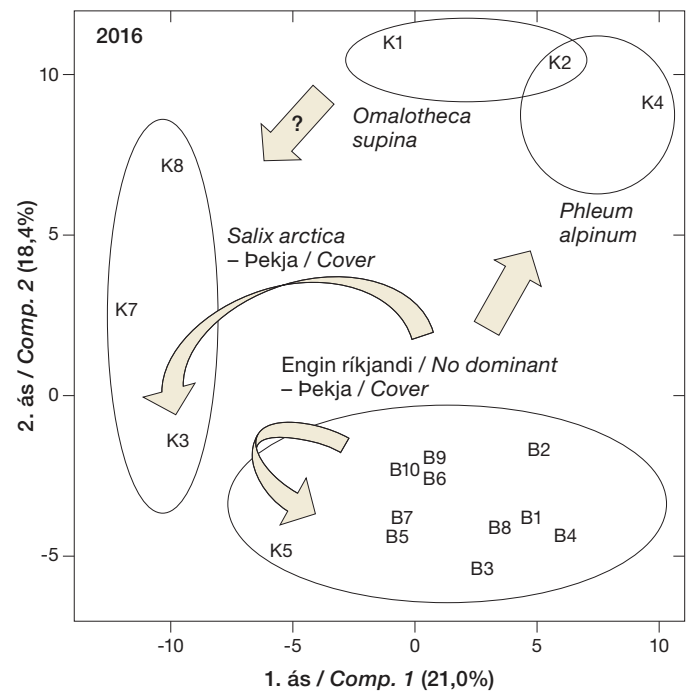 2016
K1
K2
K4
10
?
Omalotheca
supina
K8
Phleum
alpinum
5
Salix arctica
– Þekja / Cover
K7
2. ás / Comp. 2 (18,4%)
Engin ríkjandi / No dominant
– Þekja / Cover
0
K3
B2
B9
B10
B6
B7
B1
B8
B5
B4
K5
B3
-5
-10
-5
0
5
10
1. ás / Comp. 1 (21,0%)